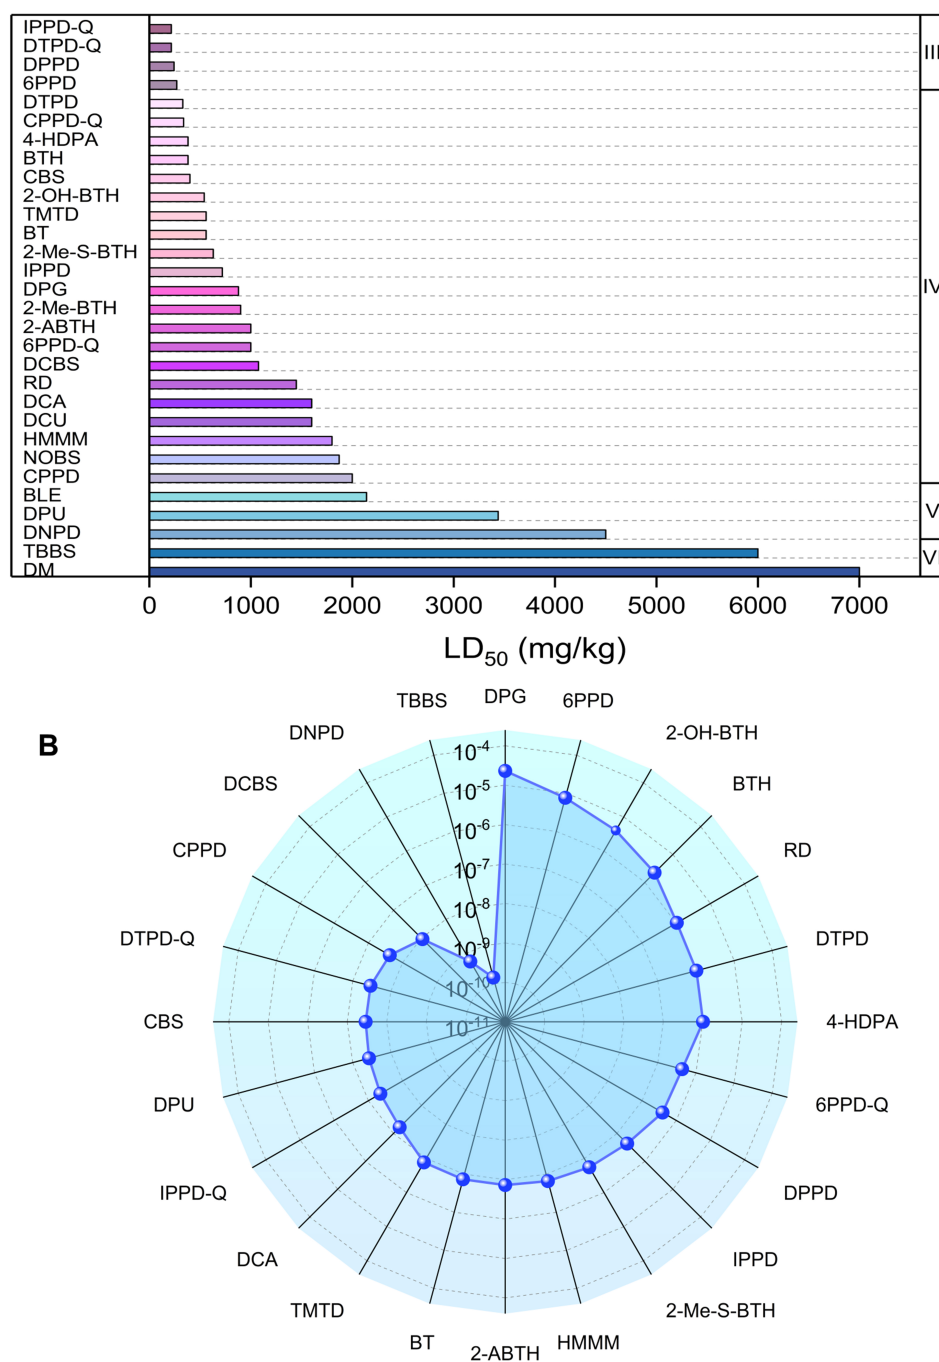 IPPD-Q
DTPD-Q
DPPD
6PPD
III
DTPD
CPPD-Q
4-HDPA
BTH
CBS
2-OH-BTH
TMTD
BT
2-Me-S-BTH
IPPD
DPG
IV
2-Me-BTH
2-ABTH
6PPD-Q
DCBS
RD
DCA
DCU
HMMM
NOBS
CPPD
BLE
DPU
V
DNPD
TBBS
DM
0 1000 2000 3000 4000 5000 6000 7000
LD₅₀ (mg/kg)
B
TBBS DPG 6PPD
DNPD 2-OH-BTH
DCBS BTH
CPPD RD
DTPD-Q DTPD
CBS 4-HDPA
DPU 6PPD-Q
IPPD-Q DPPD
DCA IPPD
TMTD 2-Me-S-BTH
BT 2-ABTH HMMM
10⁻⁴
10⁻⁵
10⁻⁶
10⁻⁷
10⁻⁸
10⁻⁹
10⁻¹⁰
10⁻¹¹